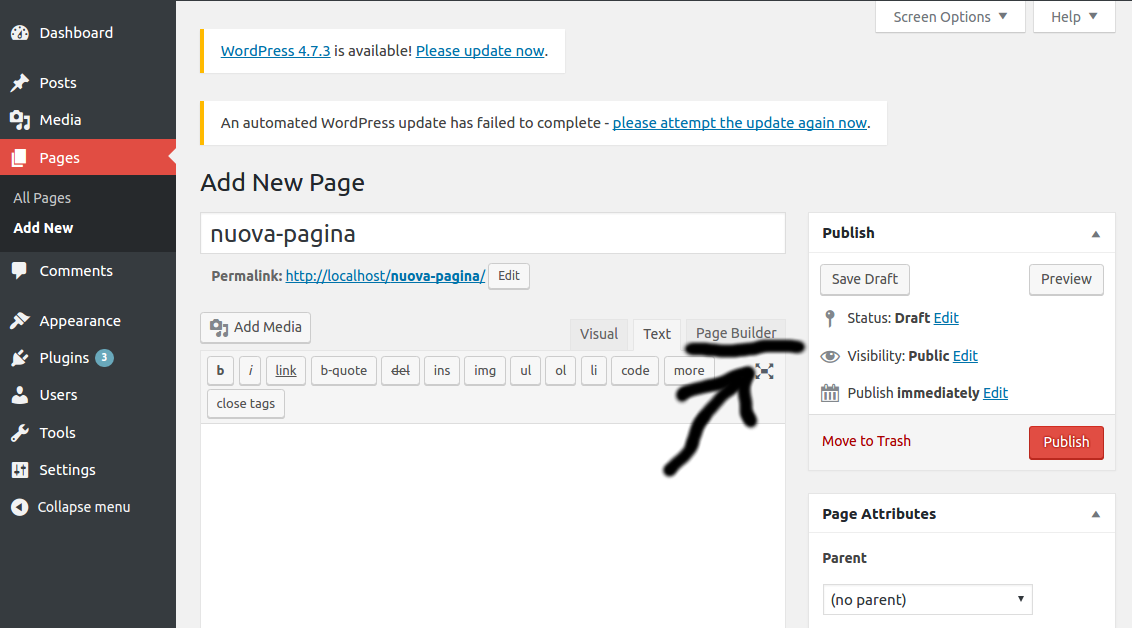 Dashboard
Posts
Media
Pages
All Pages
Add New
Comments
Appearance
Plugins 3
Users
Tools
Settings
Collapse menu
Screen Options ▼ Help ▼
WordPress 4.7.3 is available! Please update now.
An automated WordPress update has failed to complete - please attempt the update again now.
Add New Page
nuova-pagina
Permalink: http://localhost/nuova-pagina/ Edit
Add Media
Visual Text Page Builder
b i link b-quote del ins img ul ol li code more
close tags
Publish
Save Draft Preview
Status: Draft Edit
Visibility: Public Edit
Publish immediately Edit
Move to Trash Publish
Page Attributes
Parent
(no parent)